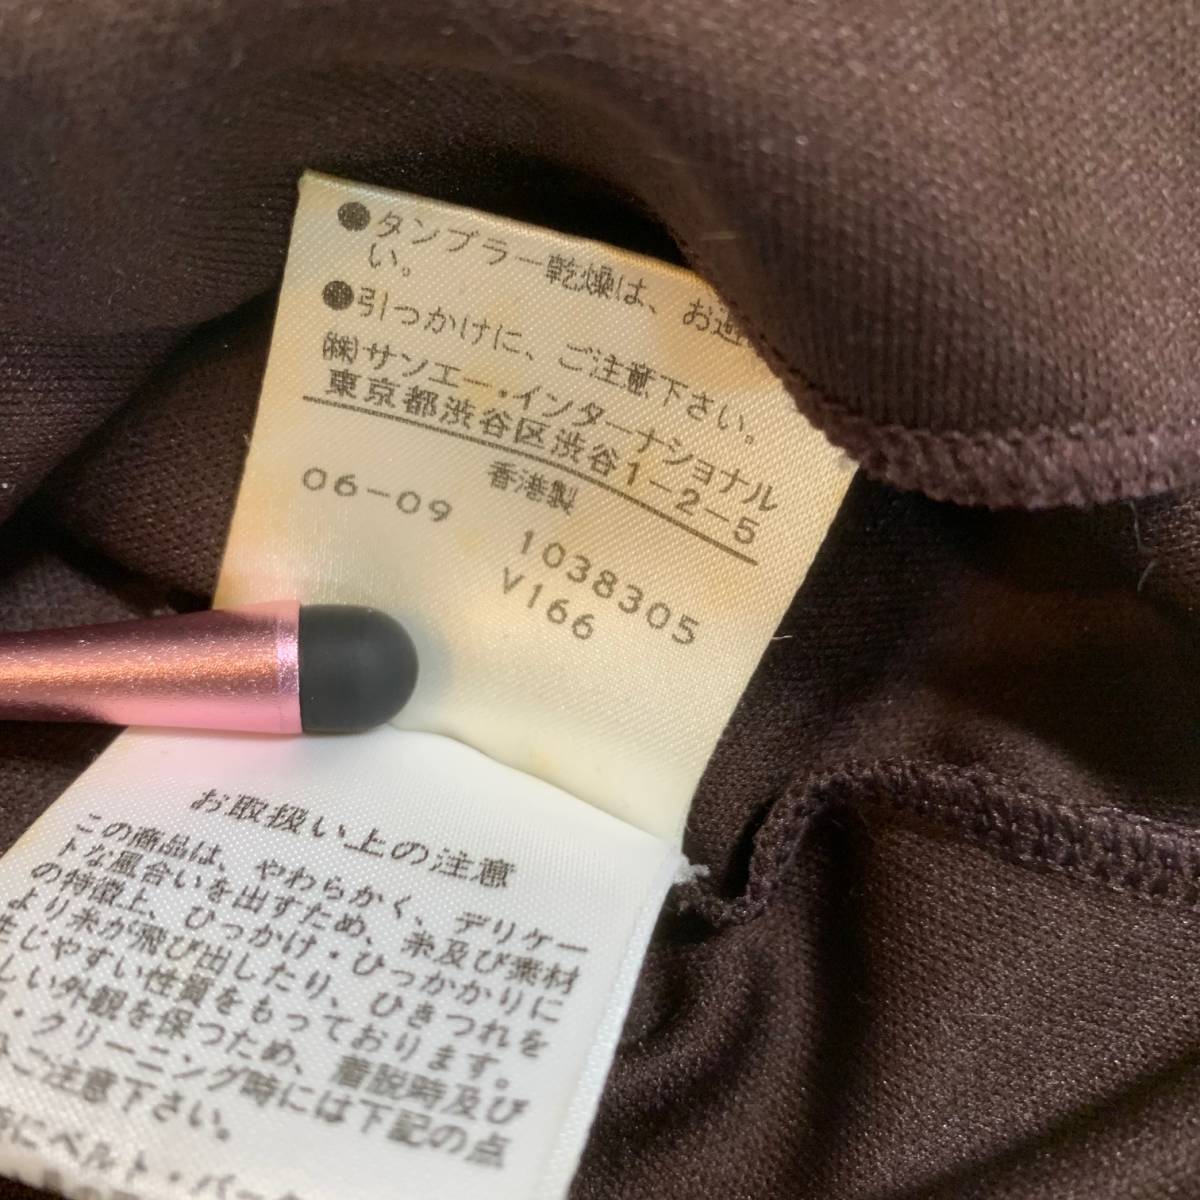 ●タンブラー乾燥は、お避
い。
●引つかけに、ご注意下さい。
㈱サンエー・インターナショナル
東京都渋谷区渋谷1-2-5
香港製
06-09
1038305
V166
お取扱い上の注意
この商品は、やわらかく、デリケー
トな風合いを出すため、糸及び素材
の特徴上、ひっかけ・ひっかかりに
より糸が飛び出したり、ひきつれを
生じやすい性質をもっております。
しい外観を保つため、着脱時及び
・クリーニング時には下記の点
ご注意下さい。
にベルト・バ